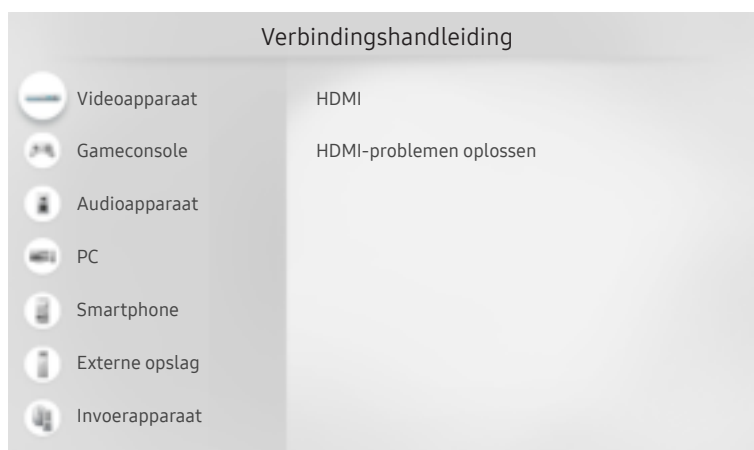 Verbindingshandleiding
Videoapparaat
Gameconsole
Audioapparaat
PC
Smartphone
Externe opslag
Invoerapparaat
HDMI
HDMI-problemen oplossen